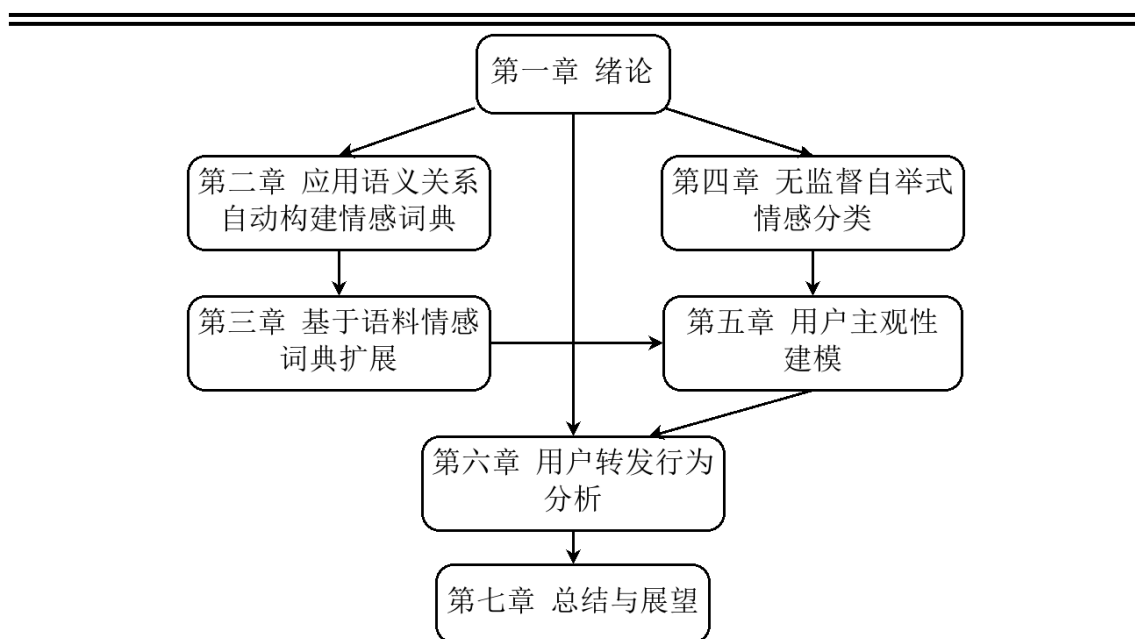 第一章 绪论
第二章 应用语义关系
自动构建情感词典
第四章 无监督自举式
情感分类
第三章 基于语料情感
词典扩展
第五章 用户主观性
建模
第六章 用户转发行为
分析
第七章 总结与展望